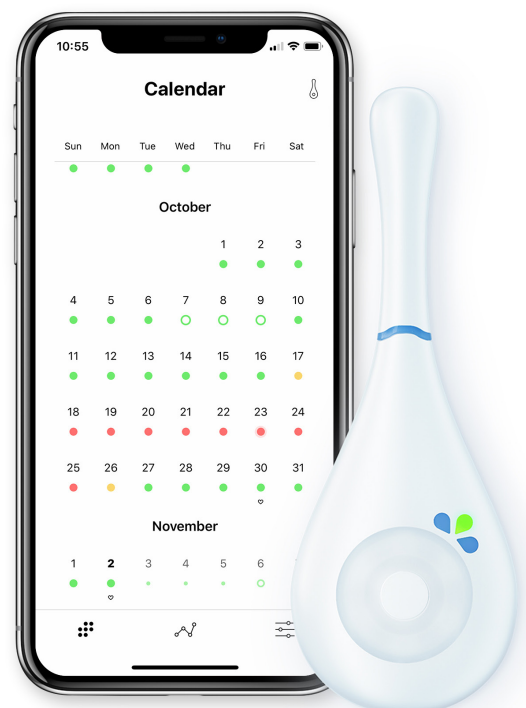 10:55
Calendar
Sun Mon Tue Wed Thu Fri Sat
October
1 2 3
4 5 6 7 8 9 10
11 12 13 14 15 16 17
18 19 20 21 22 23 24
25 26 27 28 29 30 31
November
1 2 3 4 5 6